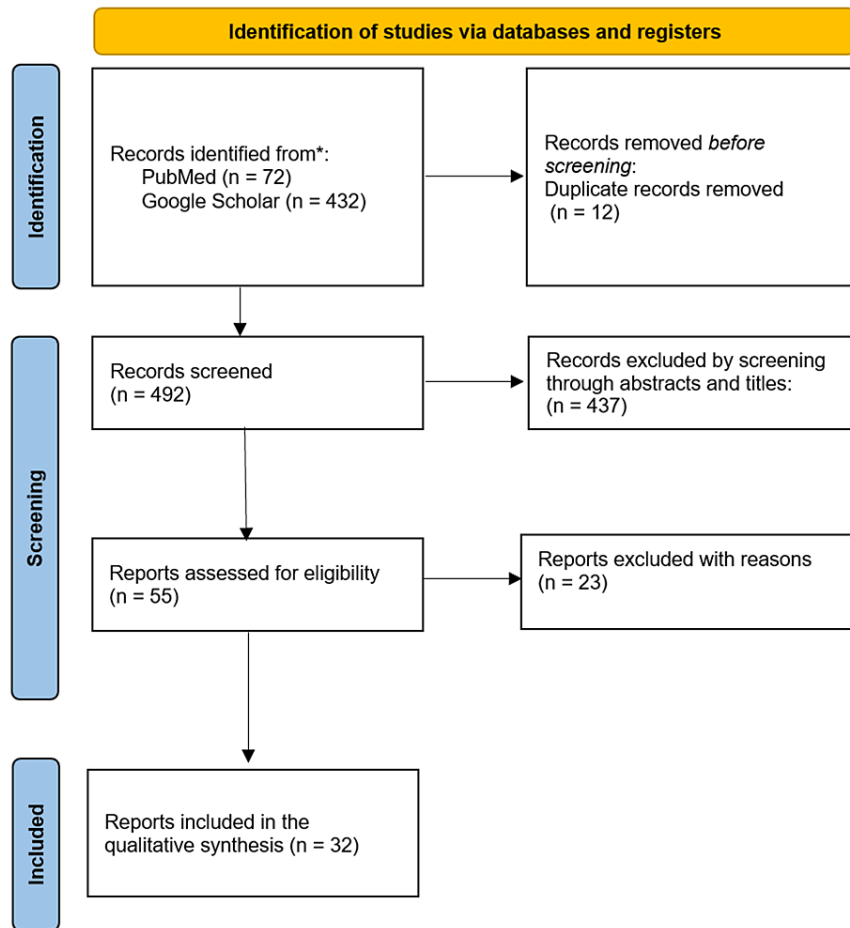 Identification of studies via databases and registers
Identification
Records identified from*:
PubMed (n = 72)
Google Scholar (n = 432)
Records removed before
screening:
Duplicate records removed
(n = 12)
Screening
Records screened
(n = 492)
Records excluded by screening
through abstracts and titles:
(n = 437)
Reports assessed for eligibility
(n = 55)
Reports excluded with reasons
(n = 23)
Included
Reports included in the
qualitative synthesis (n = 32)